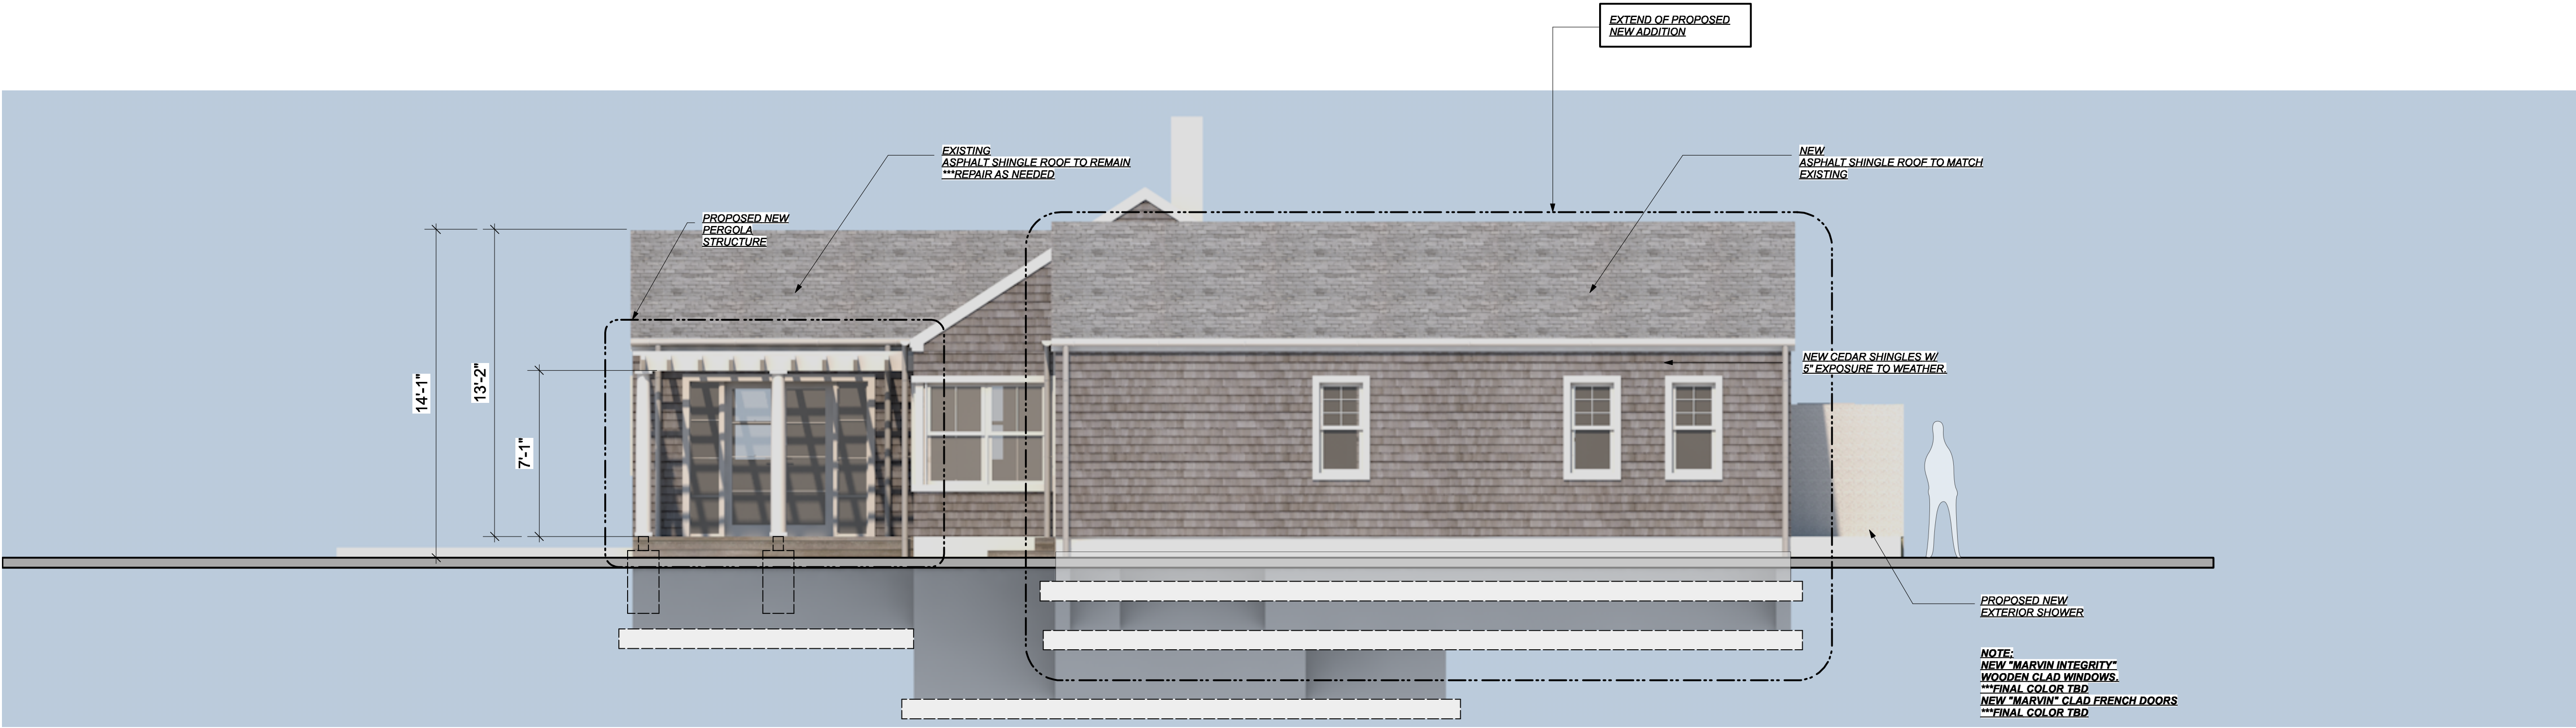 EXTEND OF PROPOSED
NEW ADDITION
EXISTING
ASPHALT SHINGLE ROOF TO REMAIN
***REPAIR AS NEEDED
NEW
ASPHALT SHINGLE ROOF TO MATCH
EXISTING
PROPOSED NEW
PERGOLA
STRUCTURE
14'-1"
13'-2"
7'-1"
NEW CEDAR SHINGLES W/
5" EXPOSURE TO WEATHER.
PROPOSED NEW
EXTERIOR SHOWER
NOTE;
NEW "MARVIN INTEGRITY"
WOODEN CLAD WINDOWS.
***FINAL COLOR TBD
NEW "MARVIN" CLAD FRENCH DOORS
***FINAL COLOR TBD